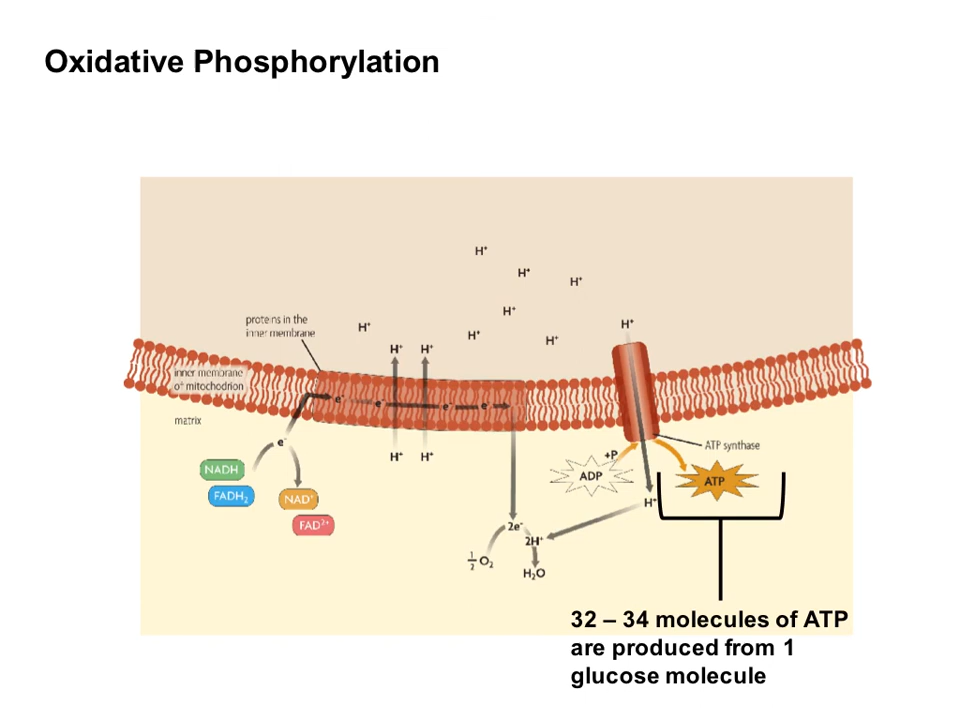 Oxidative Phosphorylation
H⁺
H⁺
H⁺
H⁺
H⁺
H⁺
H⁺
H⁺
proteins in the
inner membrane
H⁺ H⁺
inner membrane
of mitochodrion
e⁻ e⁻ e⁻ e⁻
matrix
e⁻
H⁺ H⁺
ATP synthase
+P
ADP
ATP
NADH
FADH₂
NAD⁺
FAD²⁺
H⁺
2e⁻
2H⁺
½ O₂
H₂O
32 – 34 molecules of ATP
are produced from 1
glucose molecule